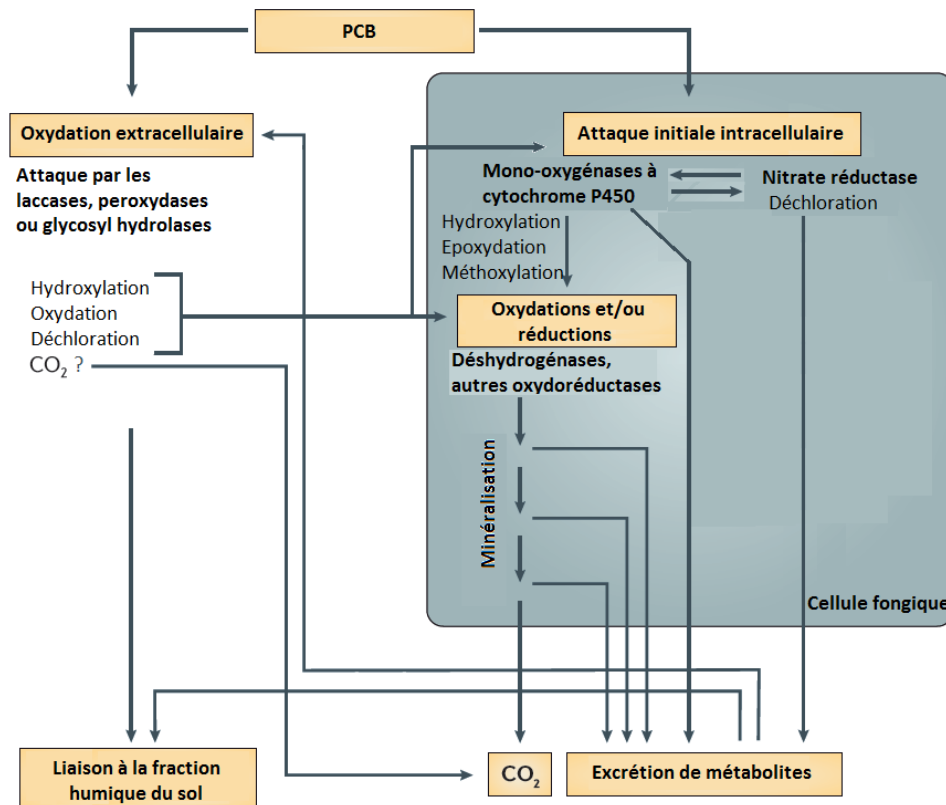 PCB
Oxydation extracellulaire
Attaque par les
laccases, peroxydases
ou glycosyl hydrolases
Hydroxylation
Oxydation
Déchloration
CO₂ ?
Attaque initiale intracellulaire
Mono-oxygénases à
cytochrome P450
Hydroxylation
Epoxydation
Méthoxylation
Nitrate réductase
Déchloration
Oxydations et/ou
réductions
Déshydrogénases,
autres oxydoréductases
Minéralisation
Cellule fongique
Liaison à la fraction
humique du sol
CO₂
Excrétion de métabolites